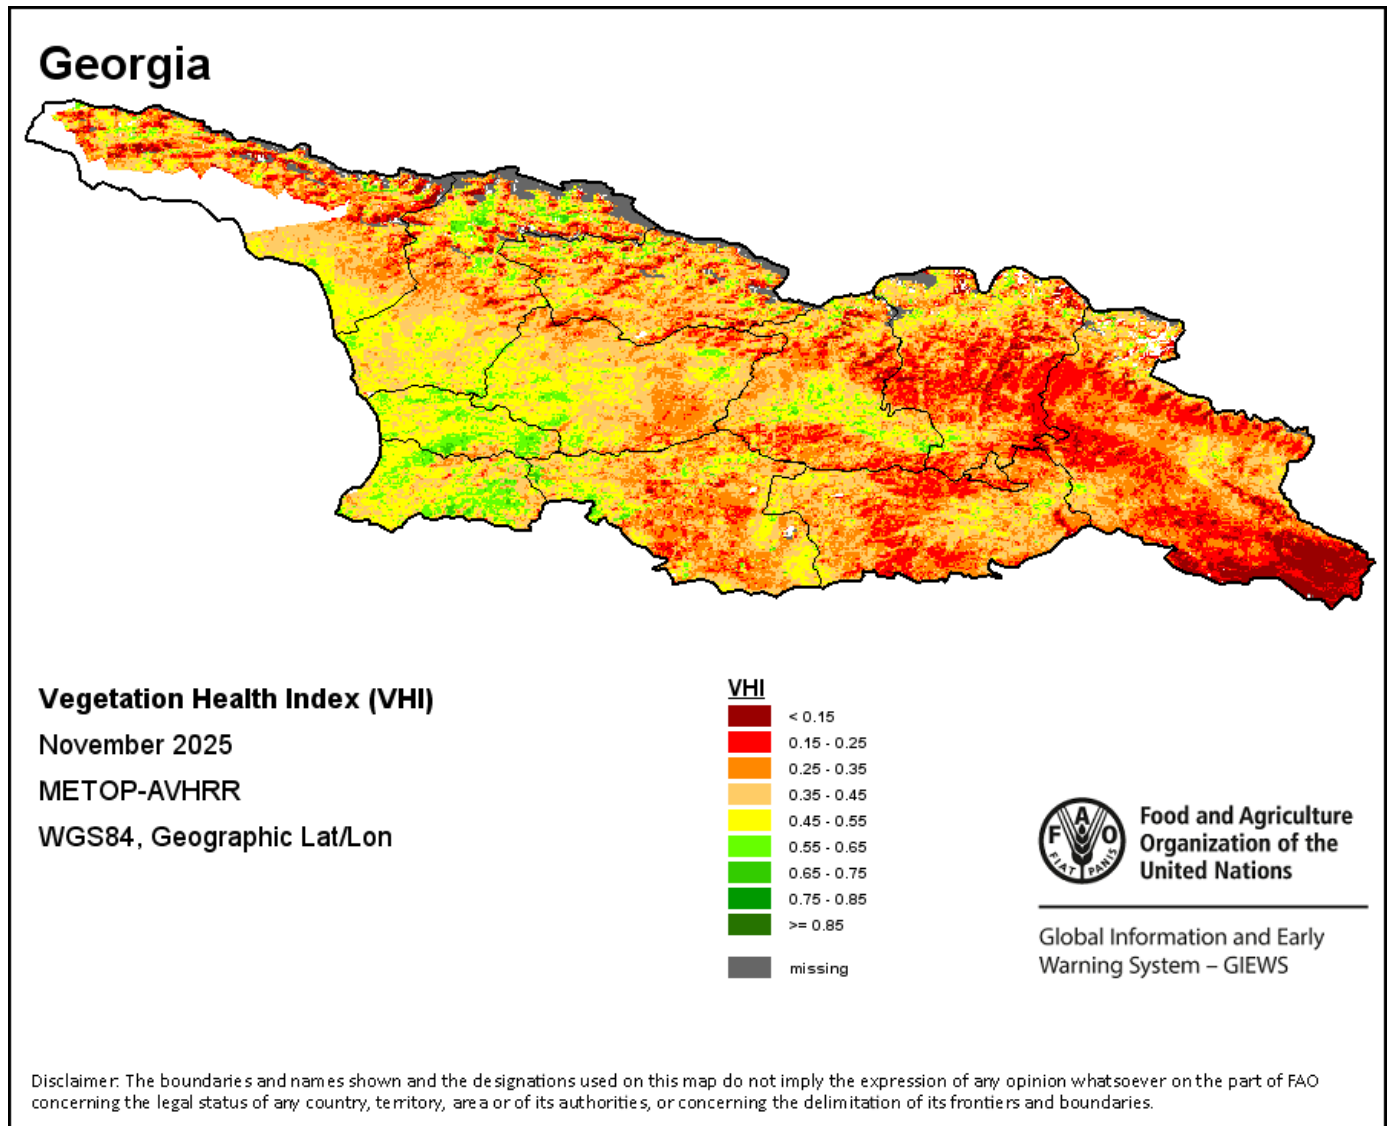 Georgia
Vegetation Health Index (VHI)
November 2025
METOP-AVHRR
WGS84, Geographic Lat/Lon
VHI
< 0.15
0.15 - 0.25
0.25 - 0.35
0.35 - 0.45
0.45 - 0.55
0.55 - 0.65
0.65 - 0.75
0.75 - 0.85
>= 0.85
missing
F A O
FIAT PANIS
Food and Agriculture
Organization of the
United Nations
Global Information and Early
Warning System – GIEWS
Disclaimer: The boundaries and names shown and the designations used on this map do not imply the expression of any opinion whatsoever on the part of FAO
concerning the legal status of any country, territory, area or of its authorities, or concerning the delimitation of its frontiers and boundaries.